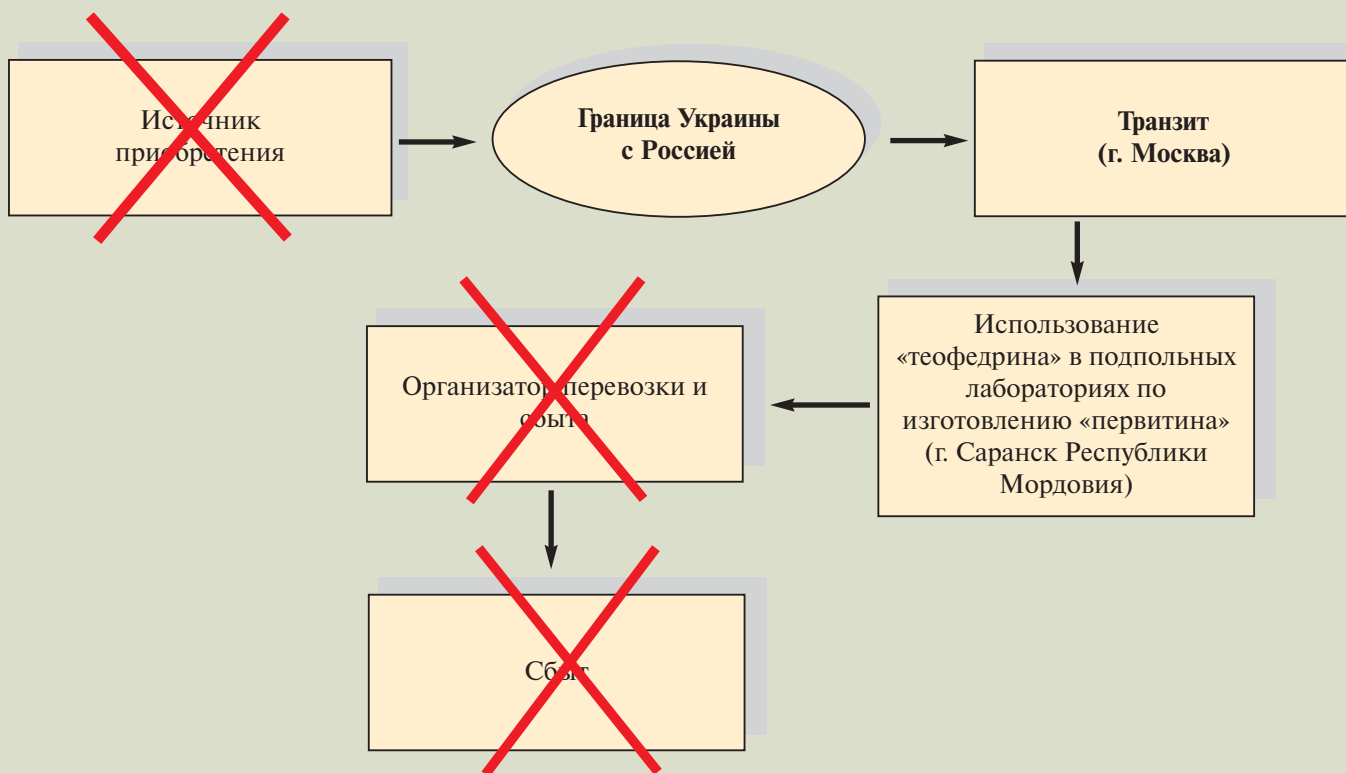 Источник
приобретения
Граница Украины
с Россией
Транзит
(г. Москва)
Использование
«теофедрина» в подпольных
лабораториях по
изготовлению «первитина»
(г. Саранск Республики
Мордовия)
Организатор перевозки и
сбыта
Сбыт